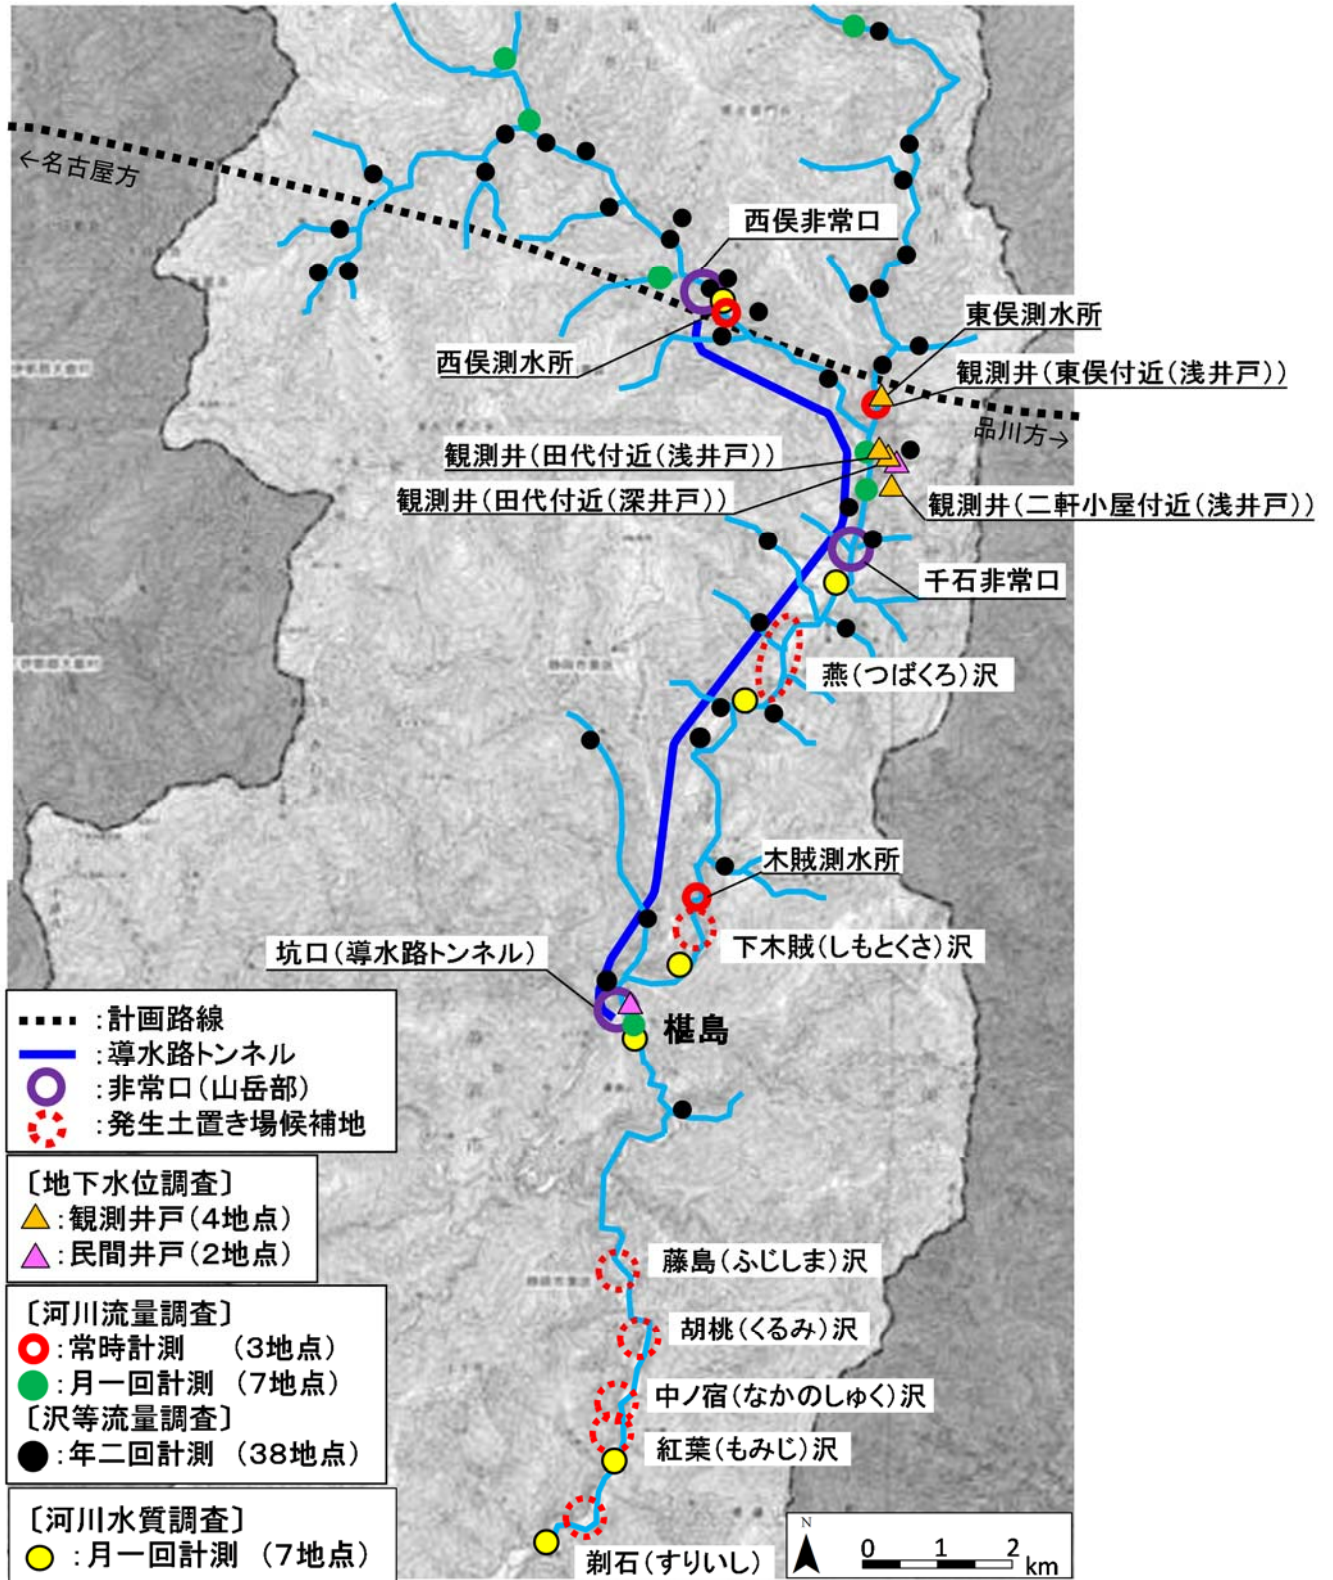 ←名古屋方
西俣非常口
東俣測水所
西俣測水所
観測井(東俣付近(浅井戸))
品川方→
観測井(田代付近(浅井戸))
観測井(田代付近(深井戸))
観測井(二軒小屋付近(浅井戸))
千石非常口
燕(つばくろ)沢
木賊測水所
下木賊(しもとくさ)沢
坑口(導水路トンネル)
椹島
:計画路線
:導水路トンネル
:非常口(山岳部)
:発生土置き場候補地
〔地下水位調査〕
:観測井戸(4地点)
:民間井戸(2地点)
〔河川流量調査〕
:常時計測 (3地点)
:月一回計測 (7地点)
〔沢等流量調査〕
:年二回計測 (38地点)
〔河川水質調査〕
:月一回計測 (7地点)
藤島(ふじしま)沢
胡桃(くるみ)沢
中ノ宿(なかのしゅく)沢
紅葉(もみじ)沢
剃石(すりいし)
N
0 1 2
km